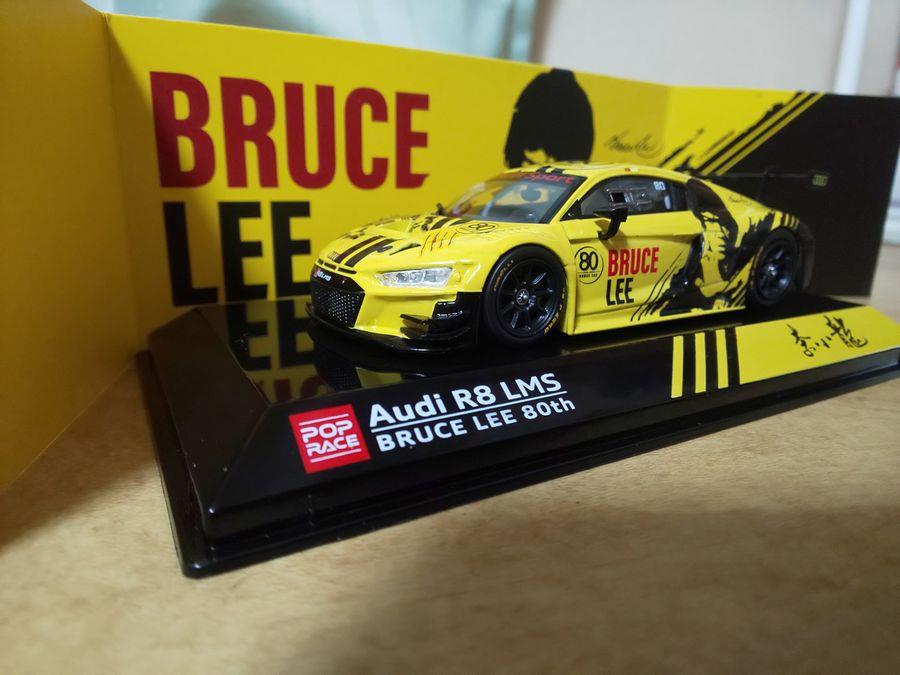 BRUCE
LEE
80
BRUCE
LEE
POP
RACE
Audi R8 LMS
BRUCE LEE 80th
李小龍